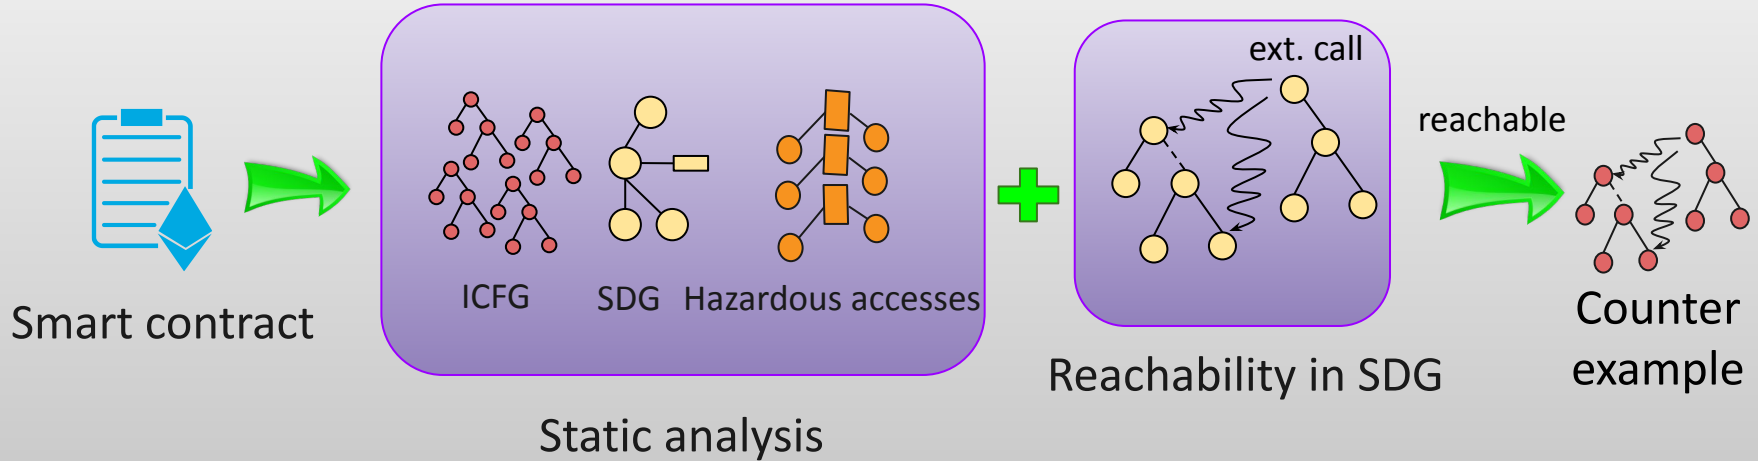 Smart contract
ICFG
SDG
Hazardous accesses
Static analysis
ext. call
Reachability in SDG
reachable
Counter
example